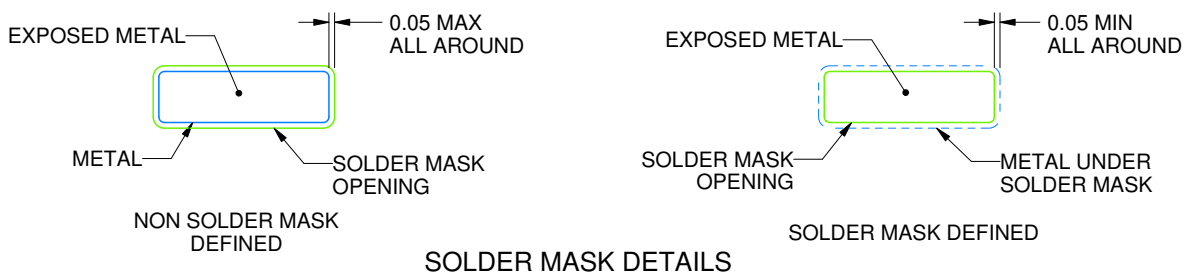 EXPOSED METAL
0.05 MAX
ALL AROUND
METAL
SOLDER MASK
OPENING
NON SOLDER MASK
DEFINED
EXPOSED METAL
0.05 MIN
ALL AROUND
SOLDER MASK
OPENING
METAL UNDER
SOLDER MASK
SOLDER MASK DEFINED
SOLDER MASK DETAILS